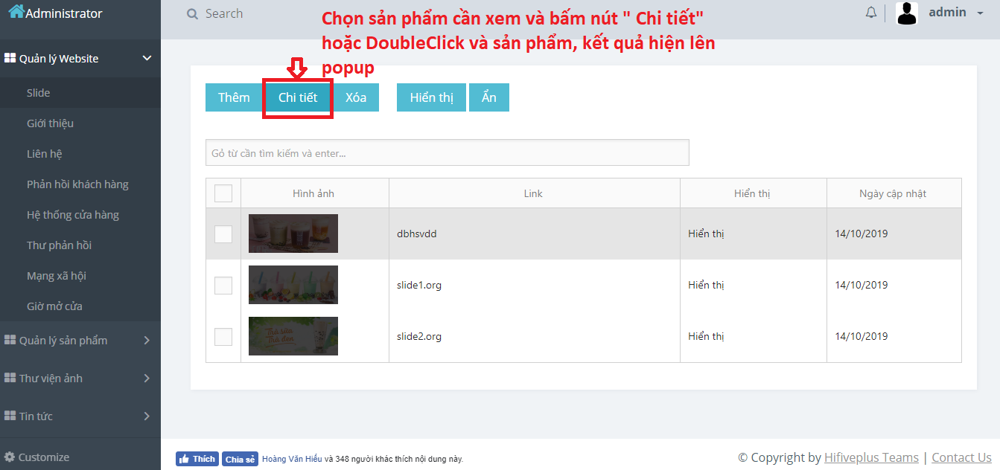 Administrator
Search
Chọn sản phẩm cần xem và bấm nút " Chi tiết"
hoặc DoubleClick và sản phẩm, kết quả hiện lên
popup
admin
Quản lý Website
Slide
Giới thiệu
Liên hệ
Phản hồi khách hàng
Hệ thống cửa hàng
Thư phản hồi
Mạng xã hội
Giờ mở cửa
Quản lý sản phẩm
Thư viện ảnh
Tin tức
Customize
Thêm Chi tiết Xóa Hiển thị Ẩn
Gỏ từ cần tìm kiếm và enter...
Hình ảnh Link Hiển thị Ngày cập nhật
dbhsvdd Hiển thị 14/10/2019
slide1.org Hiển thị 14/10/2019
Trà sữa
Trà đen
slide2.org Hiển thị 14/10/2019
Thích Chia sẻ Hoàng Văn Hiếu và 348 người khác thích nội dung này.
© Copyright by Hifiveplus Teams | Contact Us